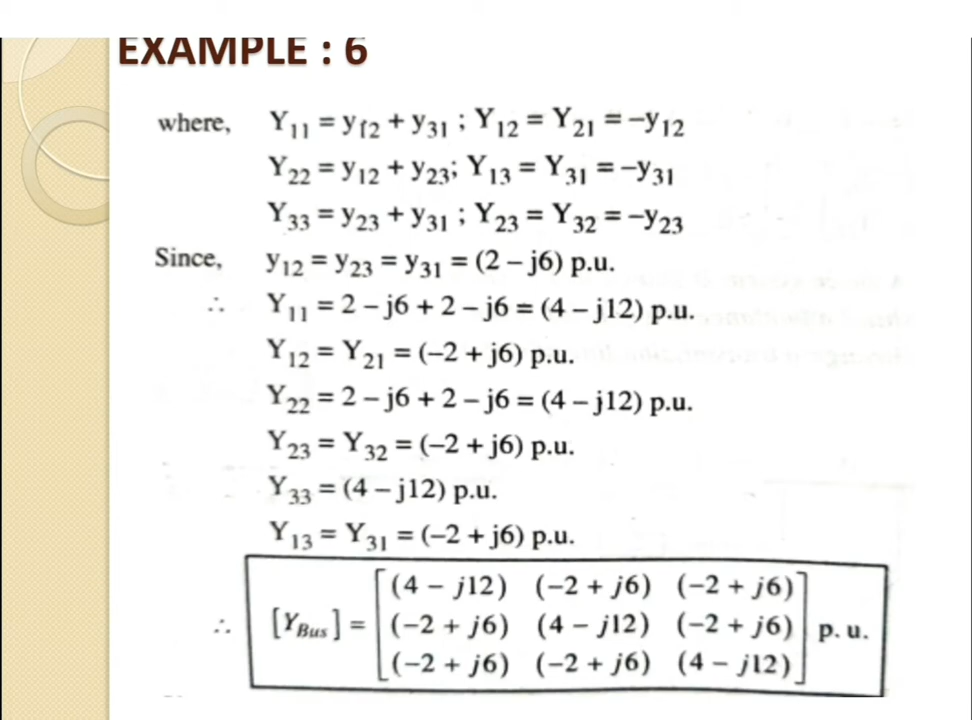 EXAMPLE : 6
where, Y11 = y12 + y31 ; Y12 = Y21 = –y12
Y22 = y12 + y23; Y13 = Y31 = –y31
Y33 = y23 + y31 ; Y23 = Y32 = –y23
Since, y12 = y23 = y31 = (2 – j6) p.u.
∴ Y11 = 2 – j6 + 2 – j6 = (4 – j12) p.u.
Y12 = Y21 = (–2 + j6) p.u.
Y22 = 2 – j6 + 2 – j6 = (4 – j12) p.u.
Y23 = Y32 = (–2 + j6) p.u.
Y33 = (4 – j12) p.u.
Y13 = Y31 = (–2 + j6) p.u.
(4 – j12) (–2 + j6) (–2 + j6)
∴ [YBus] = (–2 + j6) (4 – j12) (–2 + j6) p. u.
(–2 + j6) (–2 + j6) (4 – j12)